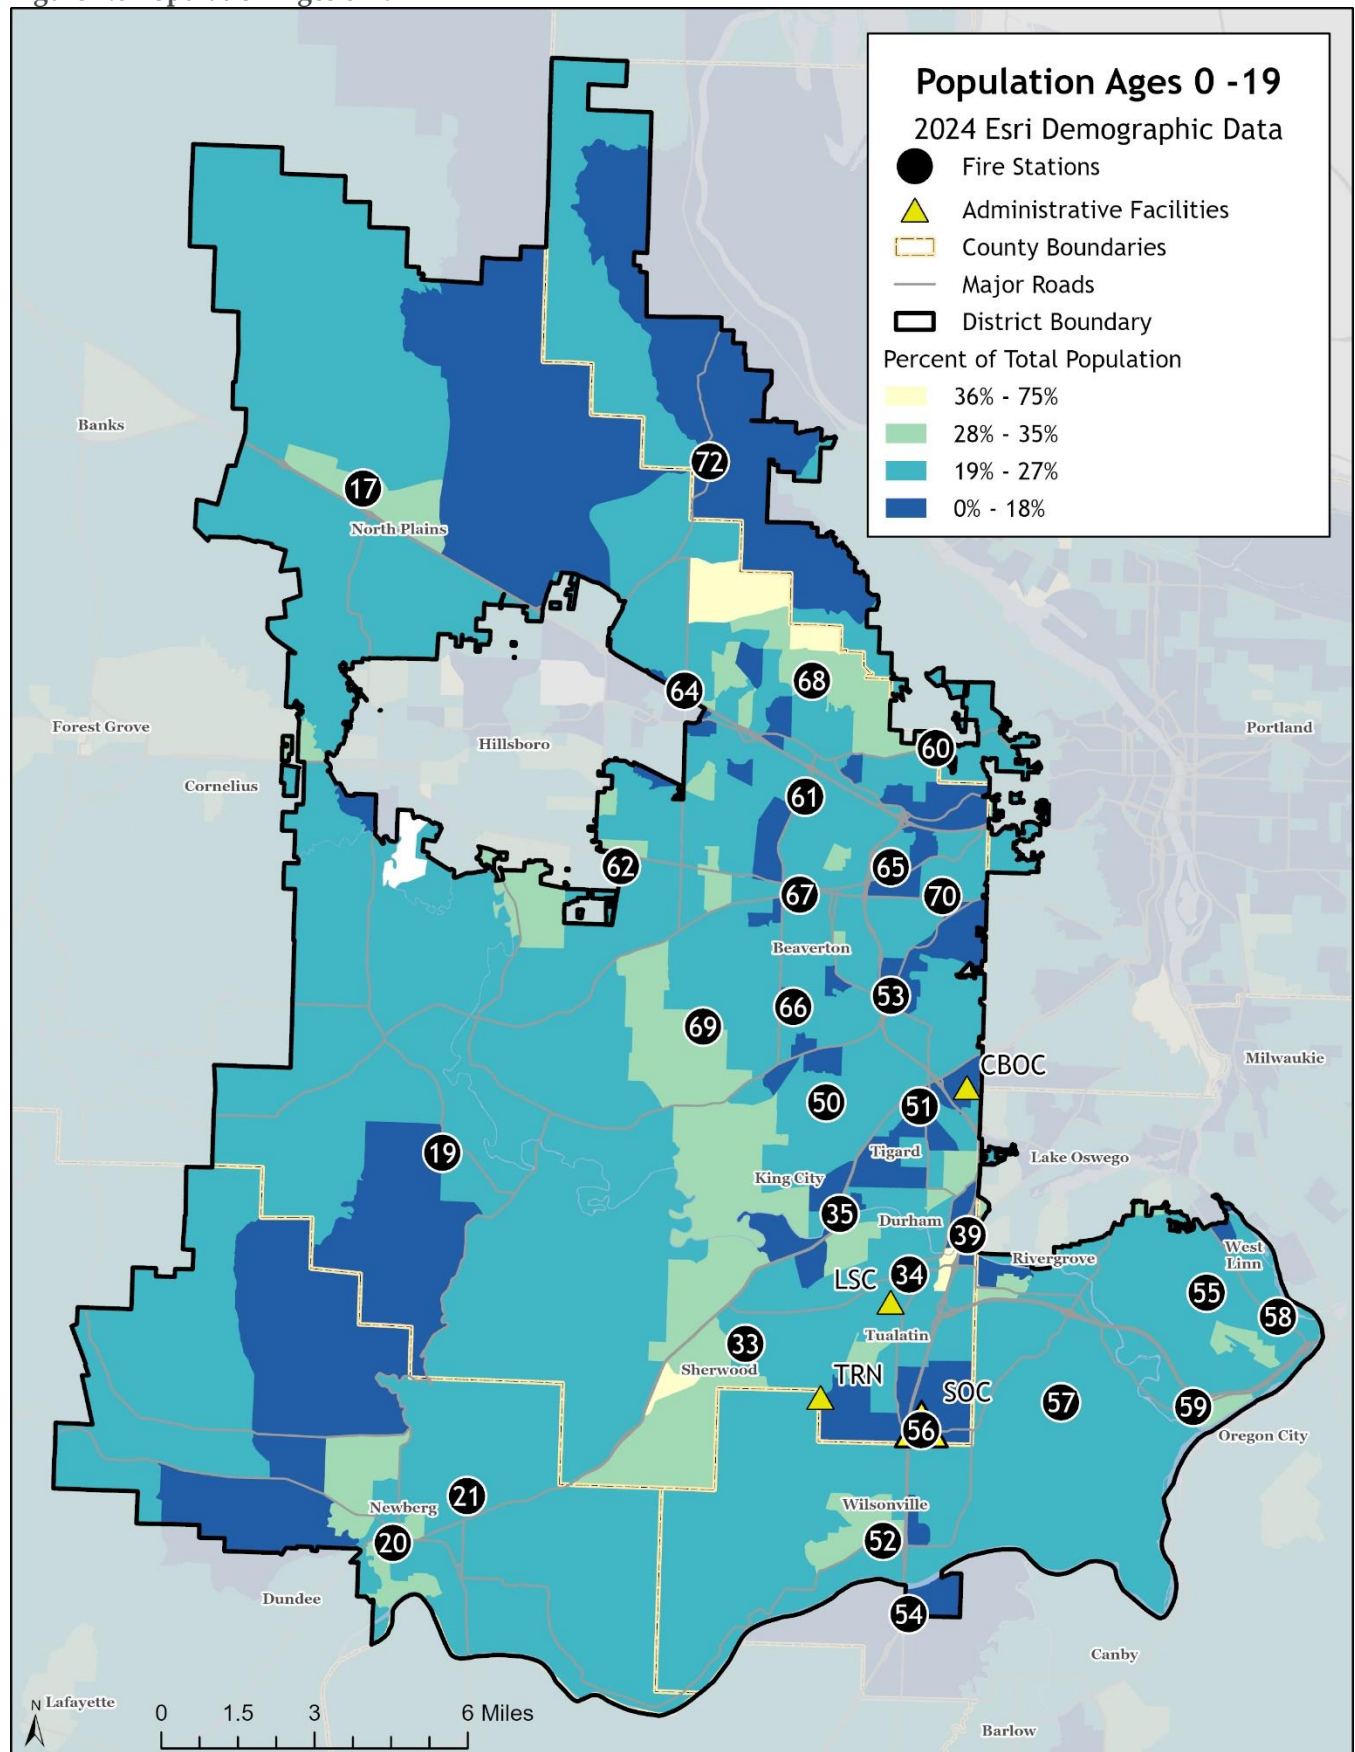 Population Ages 0 -19
2024 Esri Demographic Data
Fire Stations
Administrative Facilities
County Boundaries
Major Roads
District Boundary
Percent of Total Population
36% - 75%
28% - 35%
19% - 27%
0% - 18%
Banks
72
17
North Plains
68
64
Forest Grove
Portland
Hillsboro
60
Cornelius
61
62
65
67
70
Beaverton
53
66
69
Milwaukie
CBOC
50
51
19
Tigard
Lake Oswego
King City
35
Durham
39
Rivergrove
West
Linn
LSC
34
55
58
Tualatin
33
Sherwood
TRN
SOC
57
59
56
Oregon City
21
Newberg
Wilsonville
20
52
Dundee
54
Canby
N
Lafayette
0 1.5 3 6 Miles
Barlow